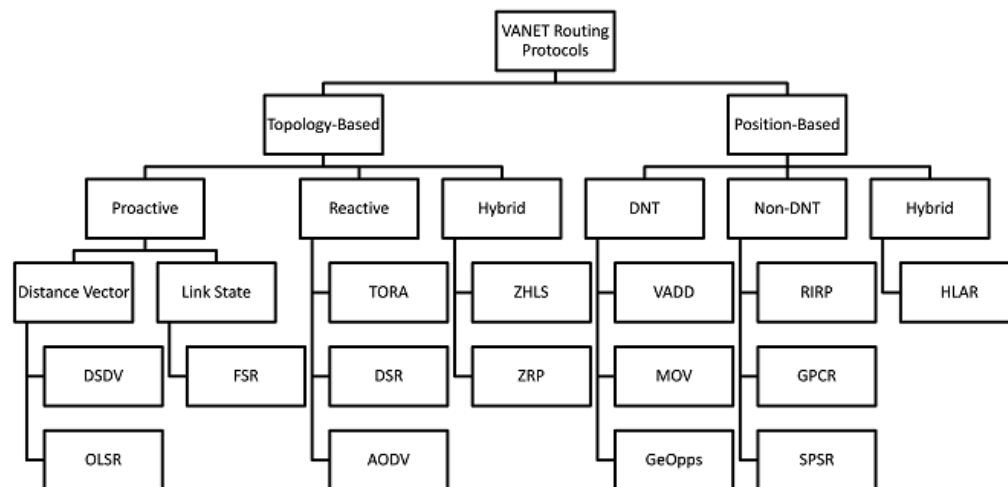 VANET Routing
Protocols
Topology-Based
Position-Based
Proactive
Reactive
Hybrid
DNT
Non-DNT
Hybrid
Distance Vector
Link State
TORA
ZHLS
VADD
RIRP
HLAR
DSDV
FSR
DSR
ZRP
MOV
GPCR
OLSR
AODV
GeOpps
SPSR